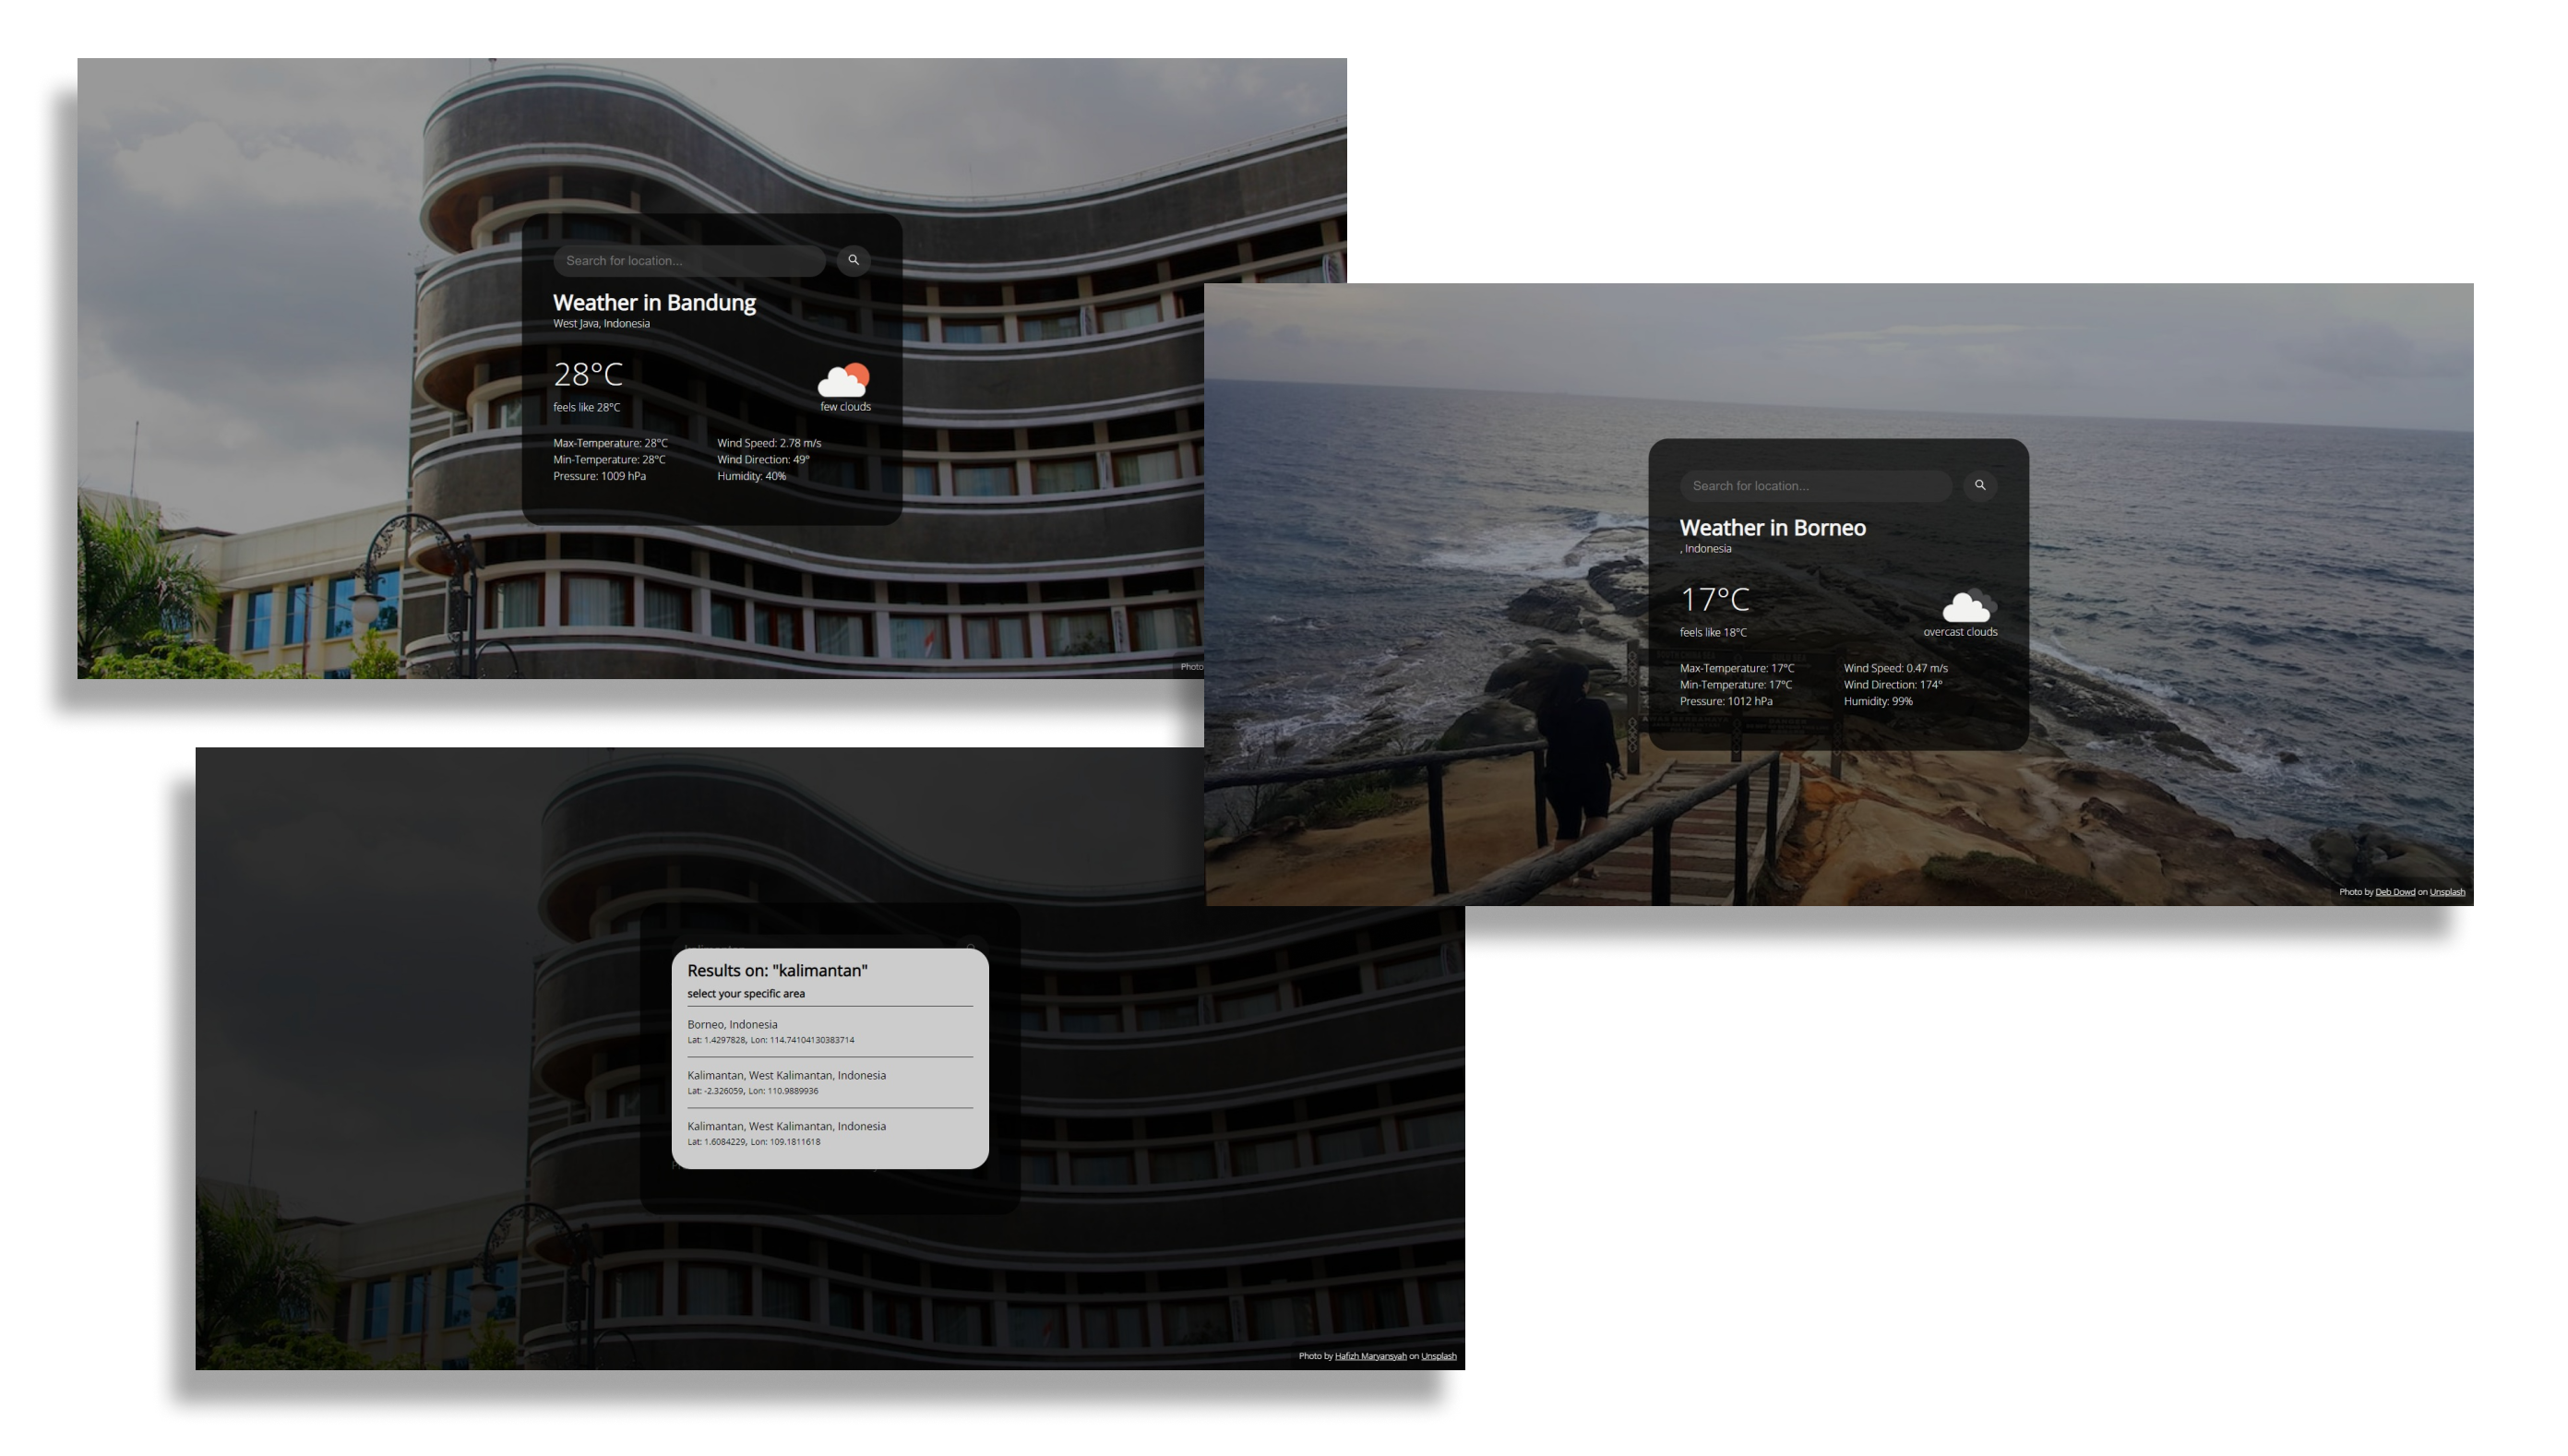 Search for location...
Weather in Bandung
West Java, Indonesia
28°C
feels like 28°C
few clouds
Max-Temperature: 28°C
Min-Temperature: 28°C
Pressure: 1009 hPa
Wind Speed: 2.78 m/s
Wind Direction: 49°
Humidity: 40%
Photo
Search for location...
Weather in Borneo
, Indonesia
17°C
feels like 18°C
overcast clouds
Max-Temperature: 17°C
Min-Temperature: 17°C
Pressure: 1012 hPa
Wind Speed: 0.47 m/s
Wind Direction: 174°
Humidity: 99%
Photo by Deb Dowd on Unsplash
Results on: "kalimantan"
select your specific area
Borneo, Indonesia
Lat: 1.4297828, Lon: 114.74104130383714
Kalimantan, West Kalimantan, Indonesia
Lat: -2.326059, Lon: 110.9889936
Kalimantan, West Kalimantan, Indonesia
Lat: 1.6084229, Lon: 109.1811618
Photo by Hafizh Maryansyah on Unsplash